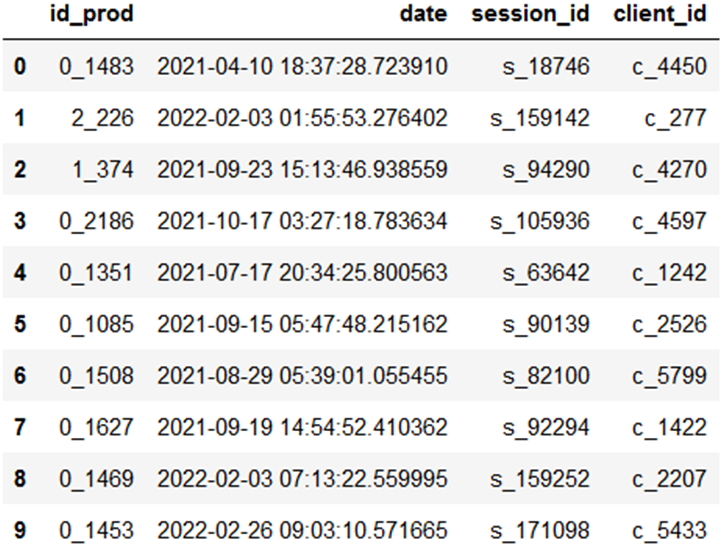 id_prod date session_id client_id
0 0_1483 2021-04-10 18:37:28.723910 s_18746 c_4450
1 2_226 2022-02-03 01:55:53.276402 s_159142 c_277
2 1_374 2021-09-23 15:13:46.938559 s_94290 c_4270
3 0_2186 2021-10-17 03:27:18.783634 s_105936 c_4597
4 0_1351 2021-07-17 20:34:25.800563 s_63642 c_1242
5 0_1085 2021-09-15 05:47:48.215162 s_90139 c_2526
6 0_1508 2021-08-29 05:39:01.055455 s_82100 c_5799
7 0_1627 2021-09-19 14:54:52.410362 s_92294 c_1422
8 0_1469 2022-02-03 07:13:22.559995 s_159252 c_2207
9 0_1453 2022-02-26 09:03:10.571665 s_171098 c_5433